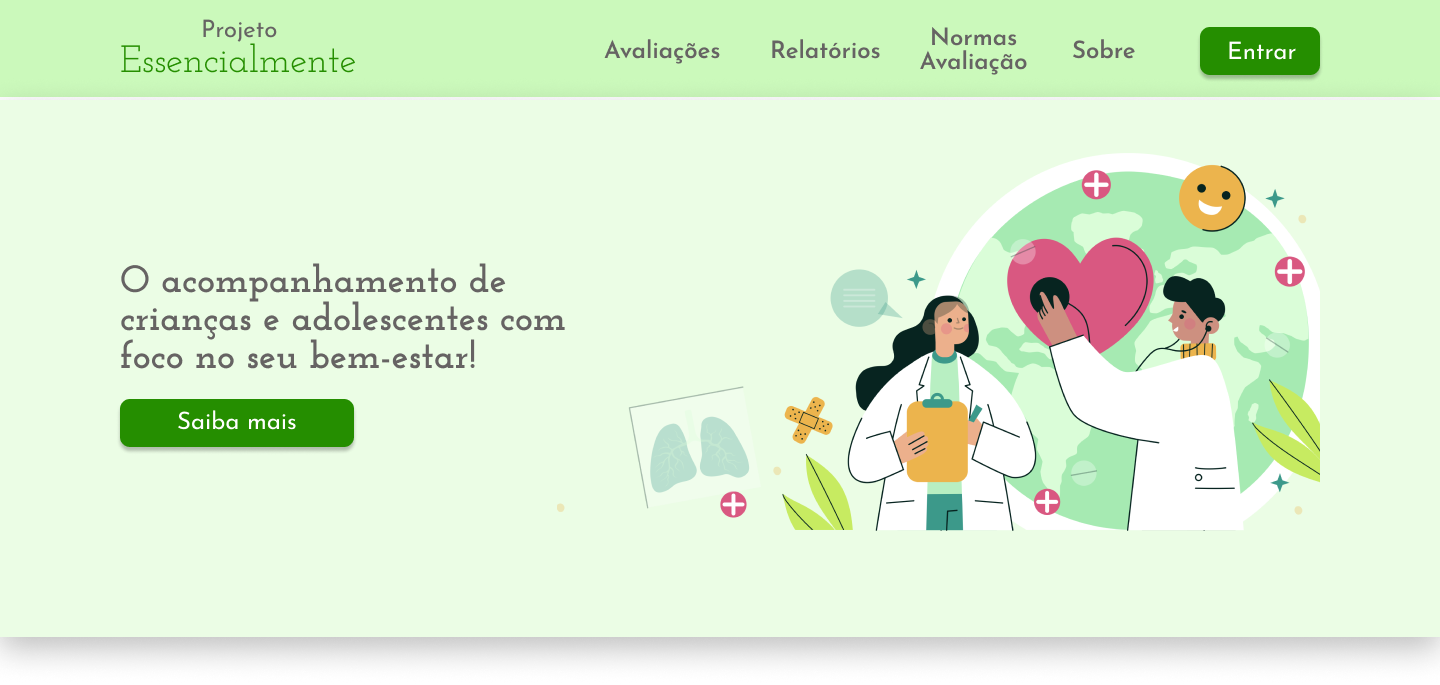 Projeto
Essencialmente
Avaliações
Relatórios
Normas
Avaliação
Sobre
Entrar
O acompanhamento de
crianças e adolescentes com
foco no seu bem-estar!
Saiba mais